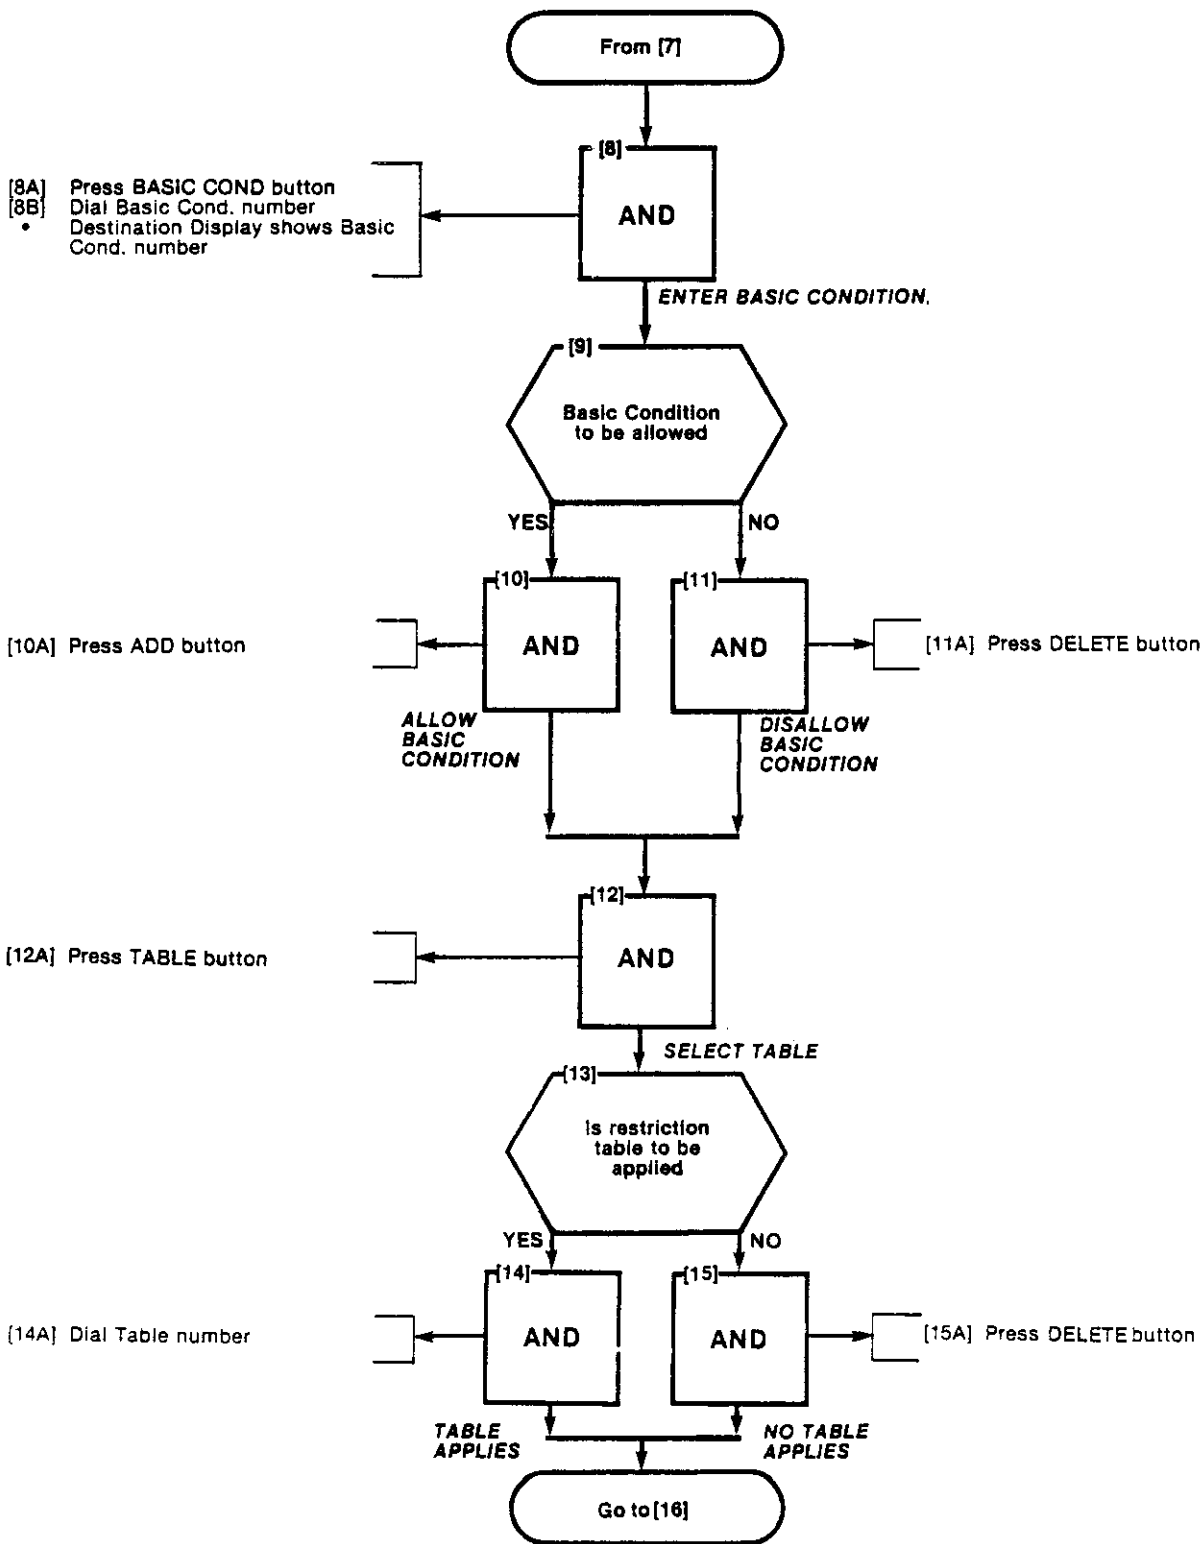 From [7]
[8]
[8A] Press BASIC COND button
[8B] Dial Basic Cond. number
• Destination Display shows Basic
Cond. number
AND
ENTER BASIC CONDITION.
[9]
Basic Condition
to be allowed
YES
NO
[10]
[11]
[10A] Press ADD button
AND
AND
[11A] Press DELETE button
ALLOW
BASIC
CONDITION
DISALLOW
BASIC
CONDITION
[12]
[12A] Press TABLE button
AND
SELECT TABLE
[13]
Is restriction
table to be
applied
YES
NO
[14]
[15]
[14A] Dial Table number
AND
AND
[15A] Press DELETE button
TABLE
APPLIES
NO TABLE
APPLIES
Go to [16]